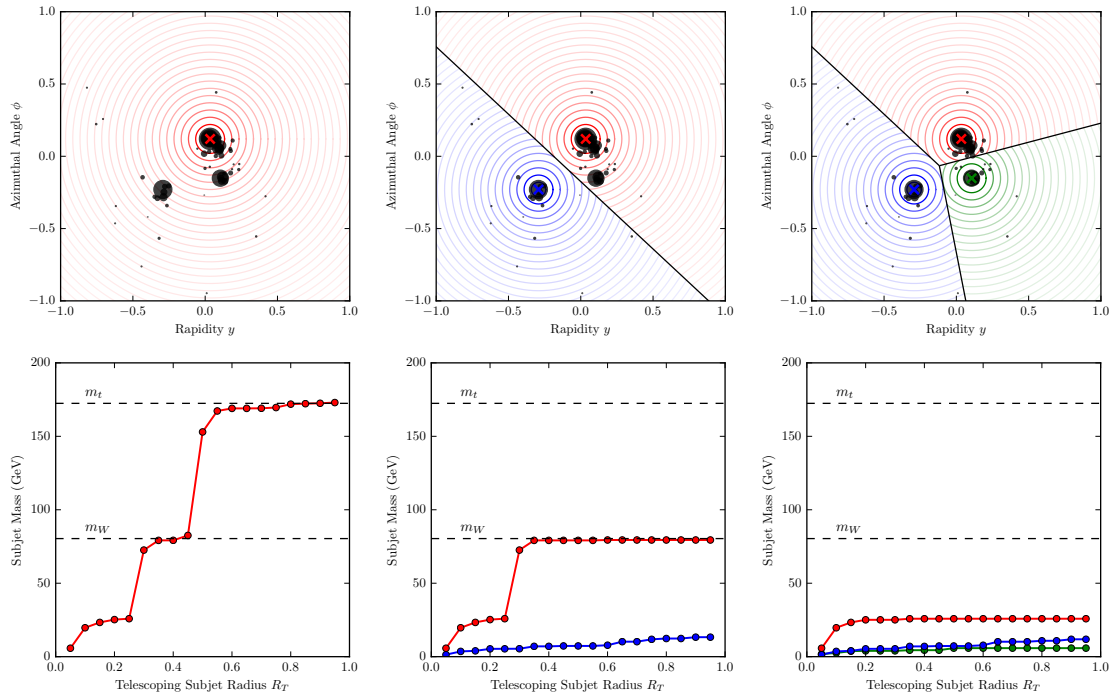 1.0
0.5
0.0
−0.5
−1.0
Azimuthal Angle ϕ
−1.0 −0.5 0.0 0.5 1.0
Rapidity y
1.0
0.5
0.0
−0.5
−1.0
Azimuthal Angle ϕ
−1.0 −0.5 0.0 0.5 1.0
Rapidity y
1.0
0.5
0.0
−0.5
−1.0
Azimuthal Angle ϕ
−1.0 −0.5 0.0 0.5 1.0
Rapidity y
200
150
100
50
0
Subjet Mass (GeV)
m_t
m_W
0.0 0.2 0.4 0.6 0.8 1.0
Telescoping Subjet Radius R_T
200
150
100
50
0
Subjet Mass (GeV)
m_t
m_W
0.0 0.2 0.4 0.6 0.8 1.0
Telescoping Subjet Radius R_T
200
150
100
50
0
Subjet Mass (GeV)
m_t
m_W
0.0 0.2 0.4 0.6 0.8 1.0
Telescoping Subjet Radius R_T